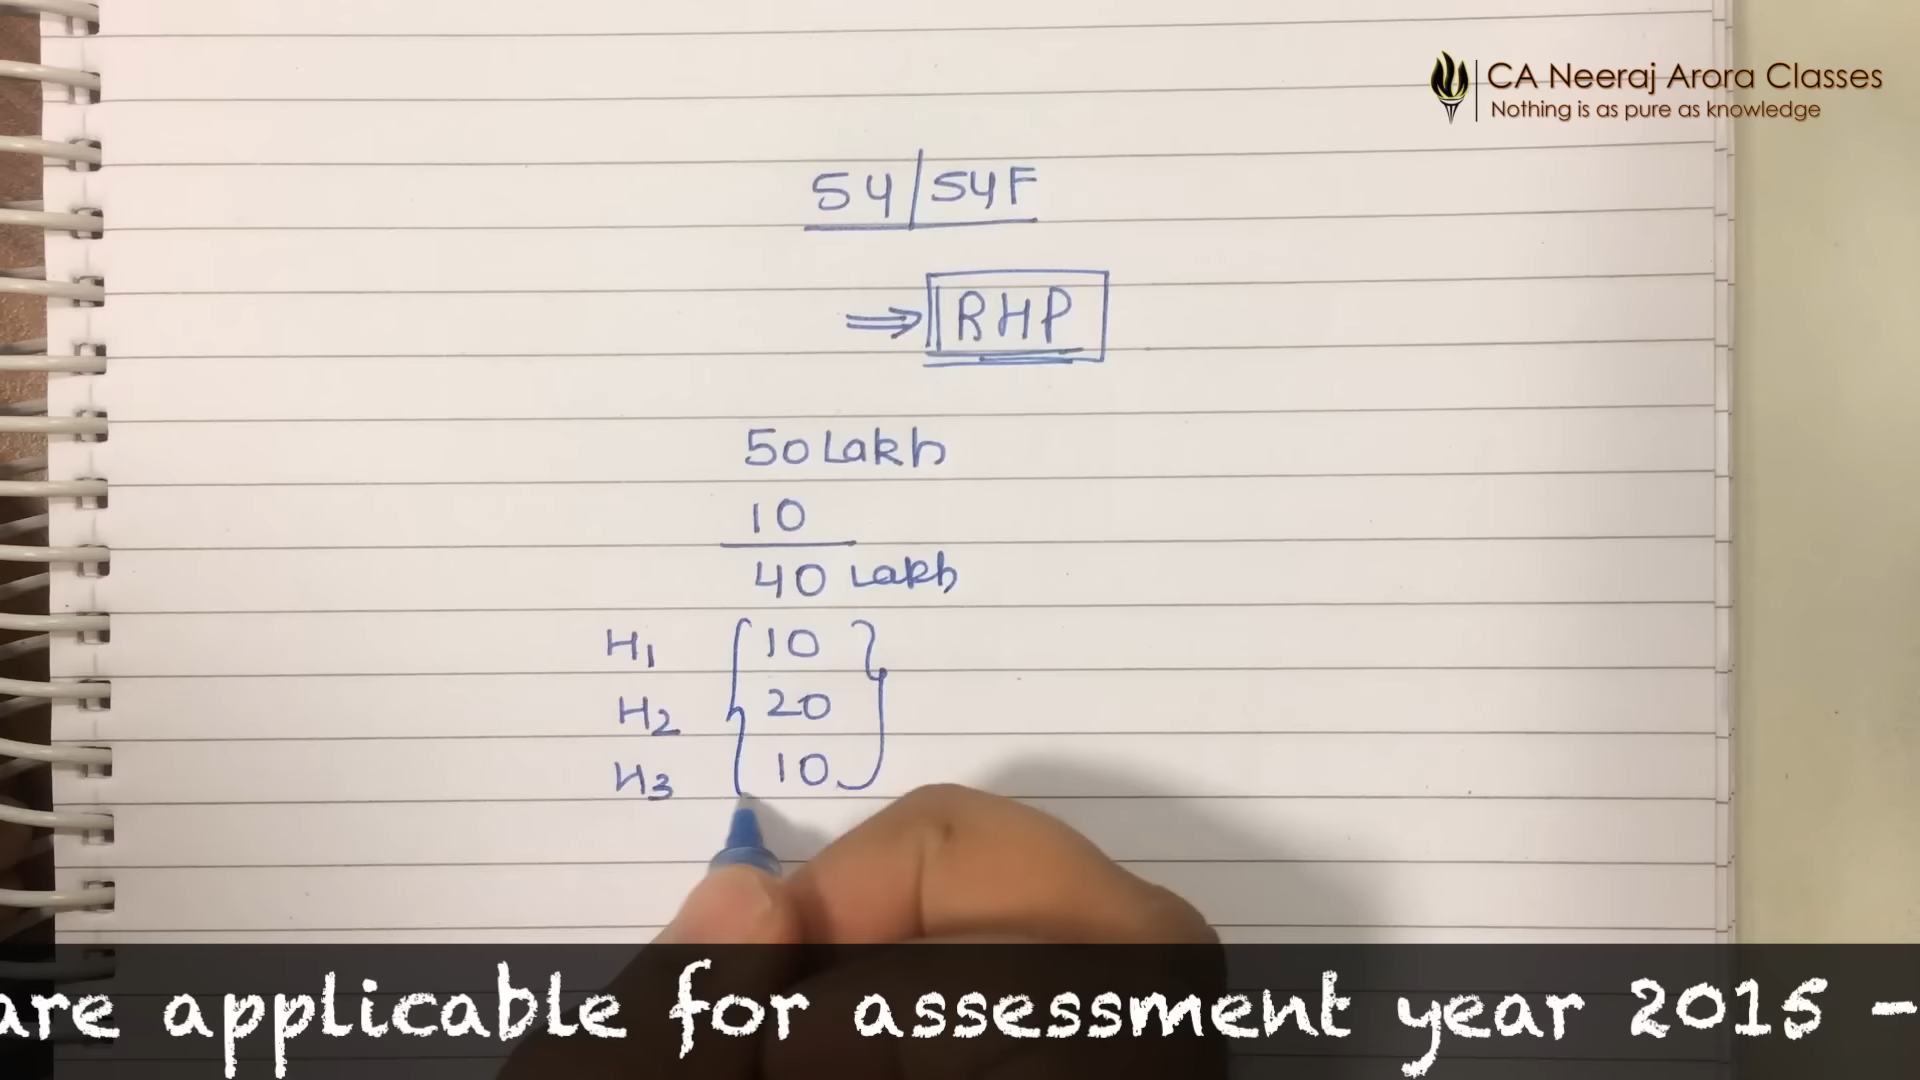 CA Neeraj Arora Classes
Nothing is as pure as knowledge
54/54F
⇒ RHP
50 Lakh
10
40 Lakh
H1 10
H2 20
H3 10
are applicable for assessment year 2015 -